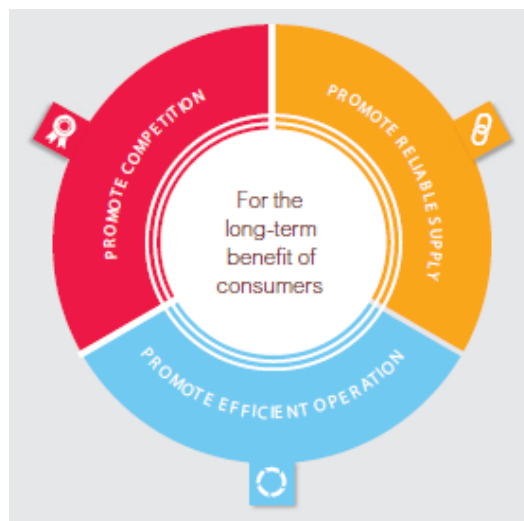 PROMOTE COMPETITION
PROMOTE RELIABLE SUPPLY
For the
long-term
benefit of
consumers
PROMOTE EFFICIENT OPERATION